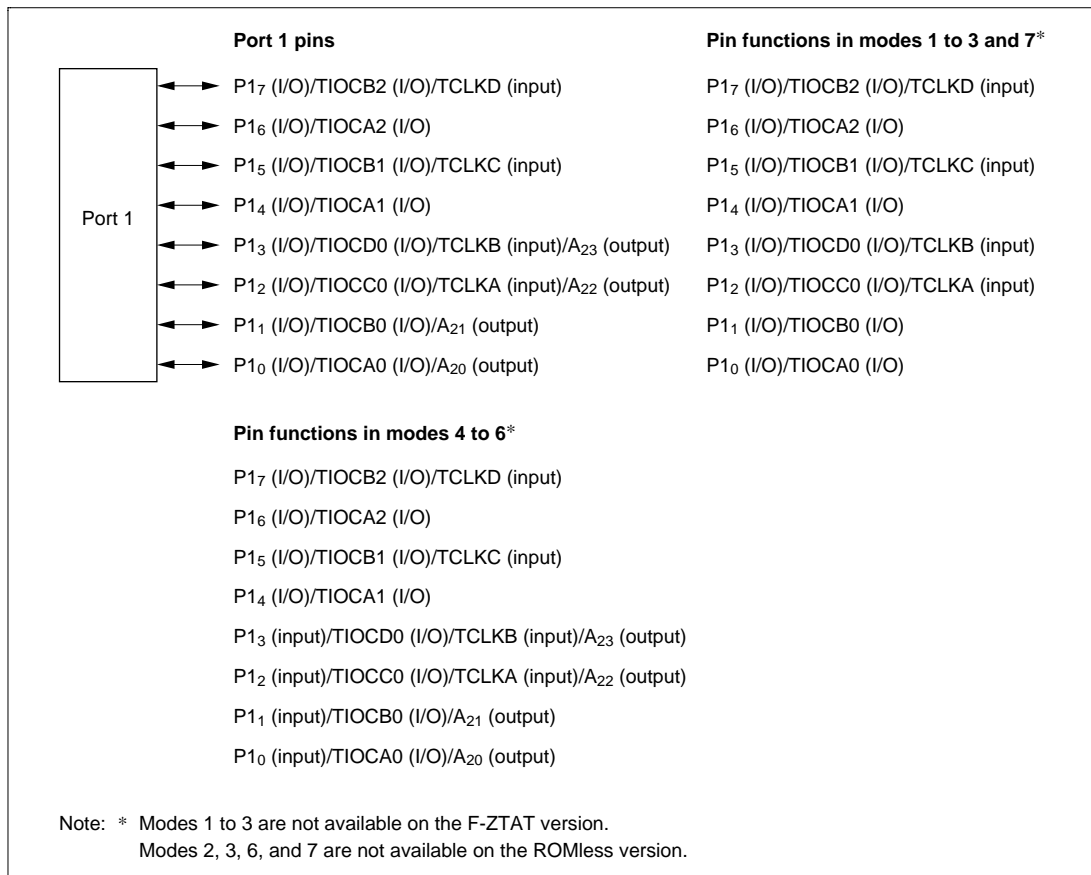 Port 1 pins
Pin functions in modes 1 to 3 and 7*
Port 1
P1₇ (I/O)/TIOCB2 (I/O)/TCLKD (input)
P1₇ (I/O)/TIOCB2 (I/O)/TCLKD (input)
P1₆ (I/O)/TIOCA2 (I/O)
P1₆ (I/O)/TIOCA2 (I/O)
P1₅ (I/O)/TIOCB1 (I/O)/TCLKC (input)
P1₅ (I/O)/TIOCB1 (I/O)/TCLKC (input)
P1₄ (I/O)/TIOCA1 (I/O)
P1₄ (I/O)/TIOCA1 (I/O)
P1₃ (I/O)/TIOCD0 (I/O)/TCLKB (input)/A₂₃ (output)
P1₃ (I/O)/TIOCD0 (I/O)/TCLKB (input)
P1₂ (I/O)/TIOCC0 (I/O)/TCLKA (input)/A₂₂ (output)
P1₂ (I/O)/TIOCC0 (I/O)/TCLKA (input)
P1₁ (I/O)/TIOCB0 (I/O)/A₂₁ (output)
P1₁ (I/O)/TIOCB0 (I/O)
P1₀ (I/O)/TIOCA0 (I/O)/A₂₀ (output)
P1₀ (I/O)/TIOCA0 (I/O)
Pin functions in modes 4 to 6*
P1₇ (I/O)/TIOCB2 (I/O)/TCLKD (input)
P1₆ (I/O)/TIOCA2 (I/O)
P1₅ (I/O)/TIOCB1 (I/O)/TCLKC (input)
P1₄ (I/O)/TIOCA1 (I/O)
P1₃ (input)/TIOCD0 (I/O)/TCLKB (input)/A₂₃ (output)
P1₂ (input)/TIOCC0 (I/O)/TCLKA (input)/A₂₂ (output)
P1₁ (input)/TIOCB0 (I/O)/A₂₁ (output)
P1₀ (input)/TIOCA0 (I/O)/A₂₀ (output)
Note: * Modes 1 to 3 are not available on the F-ZTAT version.
Modes 2, 3, 6, and 7 are not available on the ROMless version.